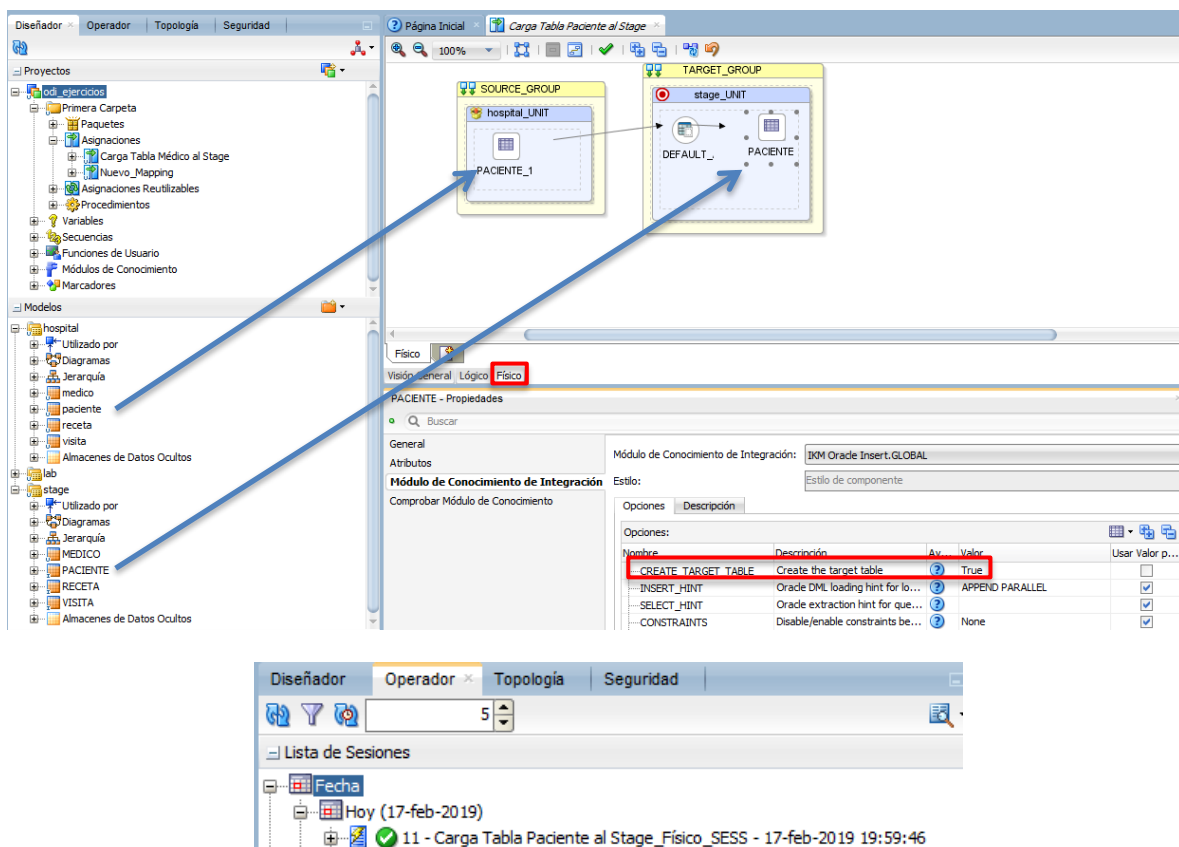 Diseñador Operador Topología Seguridad
Proyectos
odi_ejercicios
Primera Carpeta
Paquetes
Asignaciones
Carga Tabla Médico al Stage
Nuevo_Mapping
Asignaciones Reutilizables
Procedimientos
Variables
Secuencias
Funciones de Usuario
Módulos de Conocimiento
Marcadores
Modelos
hospital
Utilizado por
Diagramas
Jerarquía
medico
paciente
receta
visita
Almacenes de Datos Ocultos
lab
stage
Utilizado por
Diagramas
Jerarquía
MEDICO
PACIENTE
RECETA
VISITA
Almacenes de Datos Ocultos
Página Inicial Carga Tabla Paciente al Stage
100%
SOURCE_GROUP
hospital_UNIT
PACIENTE_1
TARGET_GROUP
stage_UNIT
DEFAULT_. PACIENTE
Físico
Visión General Lógico Físico
PACIENTE - Propiedades
Buscar
General
Atributos
Módulo de Conocimiento de Integración
Comprobar Módulo de Conocimiento
Módulo de Conocimiento de Integración: IKM Oracle Insert.GLOBAL
Estilo: Estilo de componente
Opciones Descripción
Opciones:
Nombre Descripción Ay... Valor Usar Valor p...
CREATE_TARGET_TABLE Create the target table True
INSERT_HINT Oracle DML loading hint for lo... APPEND PARALLEL
SELECT_HINT Oracle extraction hint for que...
CONSTRAINTS Disable/enable constraints be... None
Diseñador Operador Topología Seguridad
5
Lista de Sesiones
Fecha
Hoy (17-feb-2019)
11 - Carga Tabla Paciente al Stage_Físico_SESS - 17-feb-2019 19:59:46